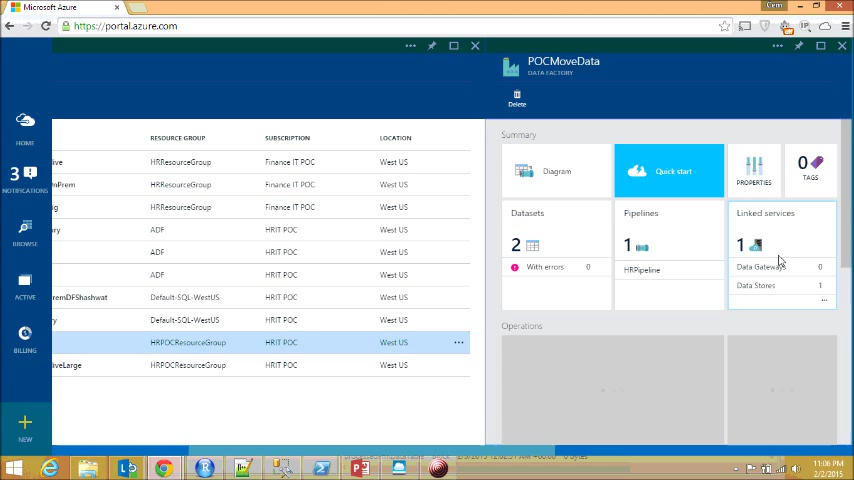 Microsoft Azure
Cem
https://portal.azure.com
POCMoveData
DATA FACTORY
Delete
HOME
3
NOTIFICATIONS
BROWSE
ACTIVE
BILLING
NEW
RESOURCE GROUP SUBSCRIPTION LOCATION
ive HRResourceGroup Finance IT POC West US
nPrem HRResourceGroup Finance IT POC West US
ig HRResourceGroup Finance IT POC West US
ory ADF HRIT POC West US
ADF HRIT POC West US
ADF HRIT POC West US
remDFShashwat Default-SQL-WestUS HRIT POC West US
ry Default-SQL-WestUS HRIT POC West US
HRPOCResourceGroup HRIT POC West US
iveLarge HRPOCResourceGroup HRIT POC West US
Summary
Diagram
Quick start
PROPERTIES
0
TAGS
Datasets
2
With errors 0
Pipelines
1
HRPipeline
Linked services
1
Data Gateways 0
Data Stores 1
Operations
11:06 PM
2/2/2015